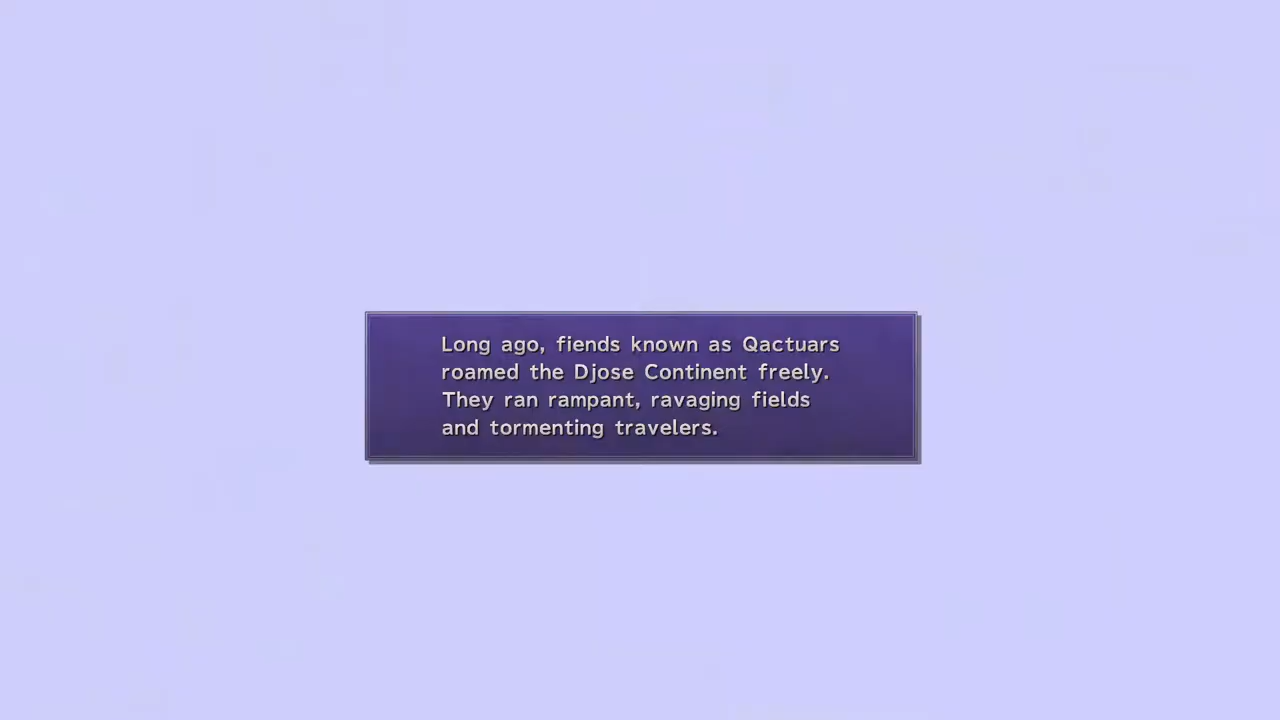 Long ago, fiends known as Qactuars
roamed the Djose Continent freely.
They ran rampant, ravaging fields
and tormenting travelers.